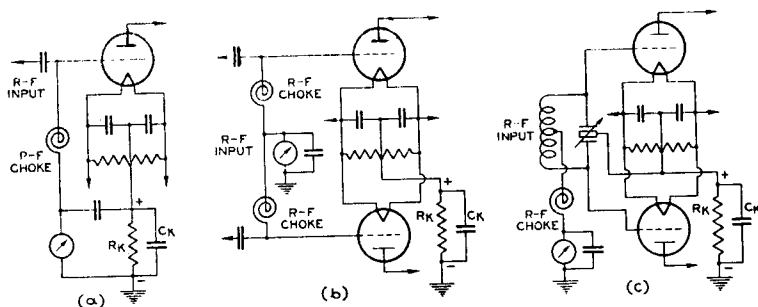 R-F
INPUT
R-F
CHOKE
+
RK
CK
−
(a)
R-F
CHOKE
R-F
INPUT
R-F
CHOKE
+
RK
CK
−
(b)
R-F
INPUT
R-F
CHOKE
+
RK
CK
−
(c)